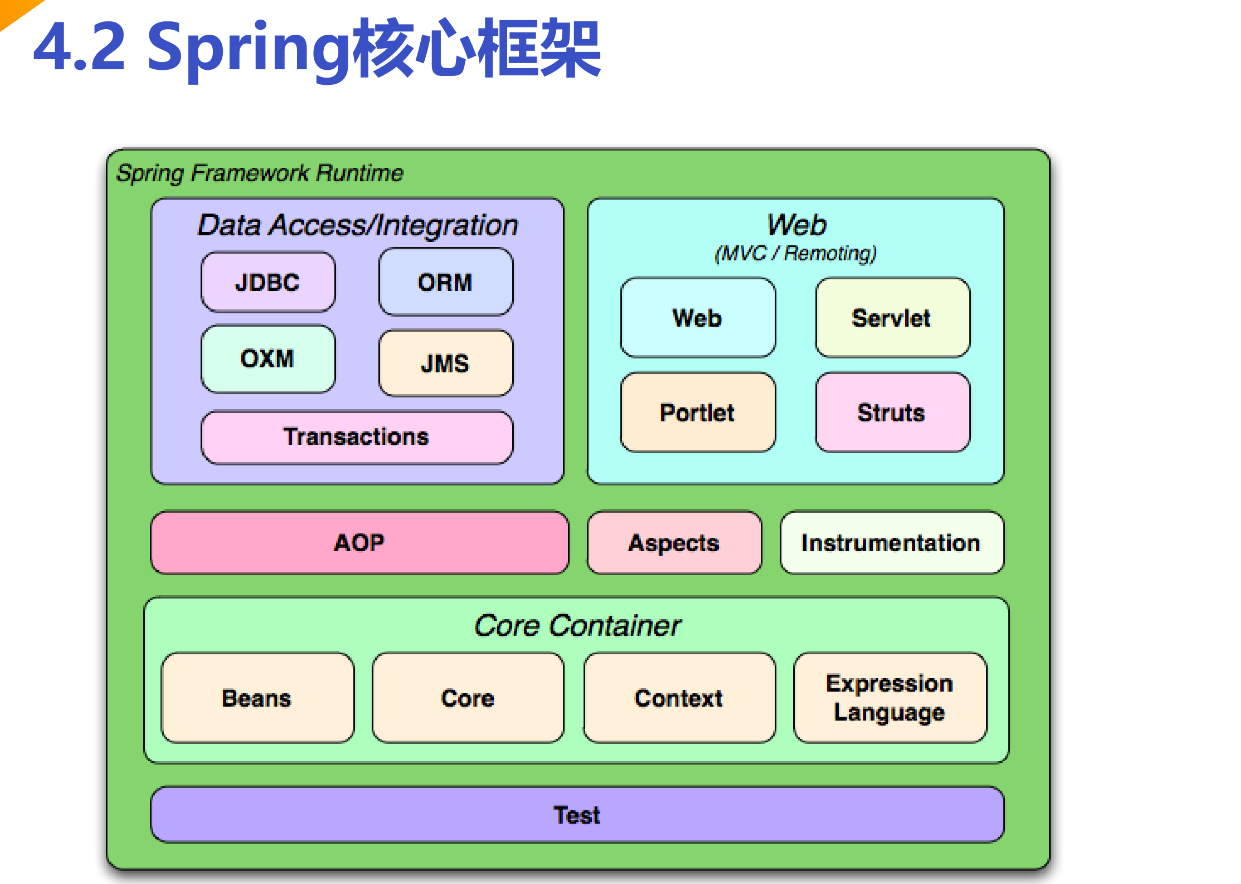 4.2 Spring核心框架
Spring Framework Runtime
Data Access/Integration
JDBC
ORM
OXM
JMS
Transactions
Web
(MVC / Remoting)
Web
Servlet
Portlet
Struts
AOP
Aspects
Instrumentation
Core Container
Beans
Core
Context
Expression
Language
Test